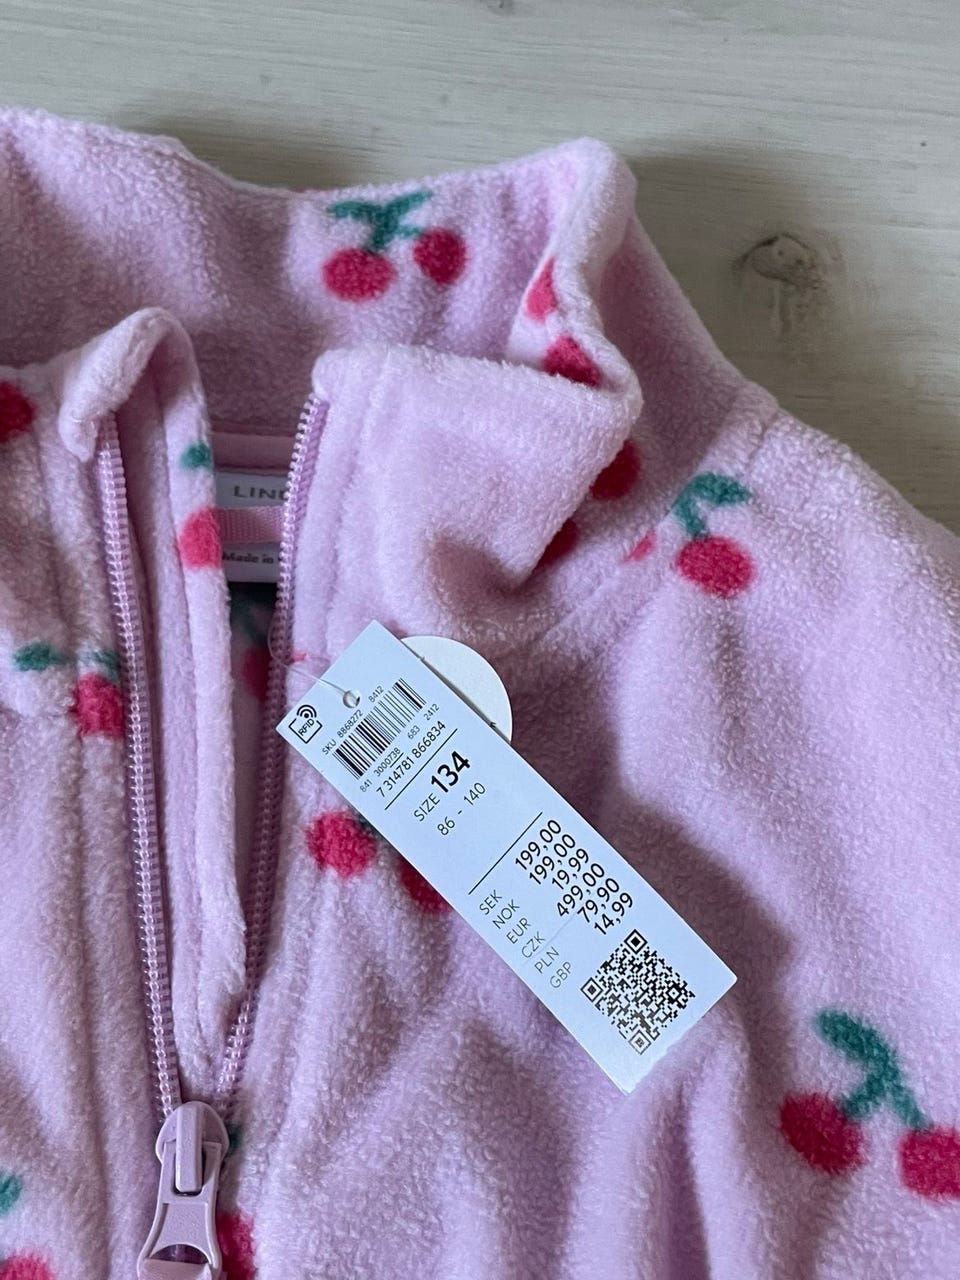 LIND
Made in
RFID
SKU 8868272 8412
841 3000738 683 2412
7 314781 866834
SIZE 134
86 - 140
SEK 199,00
NOK 199,00
EUR 19,99
CZK 499,00
PLN 79,90
GBP 14,99